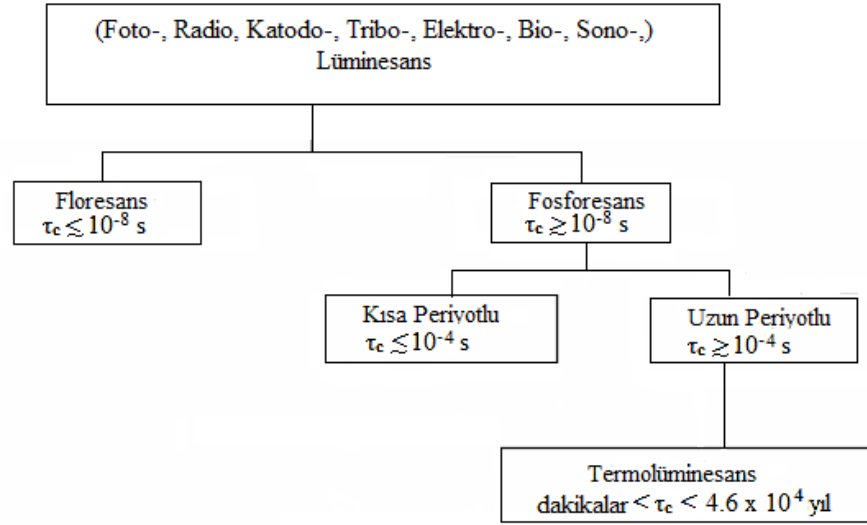 (Foto-, Radio, Katodo-, Tribo-, Elektro-, Bio-, Sono-,)
Lüminesans
Floresans
τc ≲ 10⁻⁸ s
Fosforesans
τc ≳ 10⁻⁸ s
Kısa Periyotlu
τc ≲ 10⁻⁴ s
Uzun Periyotlu
τc ≳ 10⁻⁴ s
Termolüminesans
dakikalar < τc < 4.6 x 10⁴ yıl